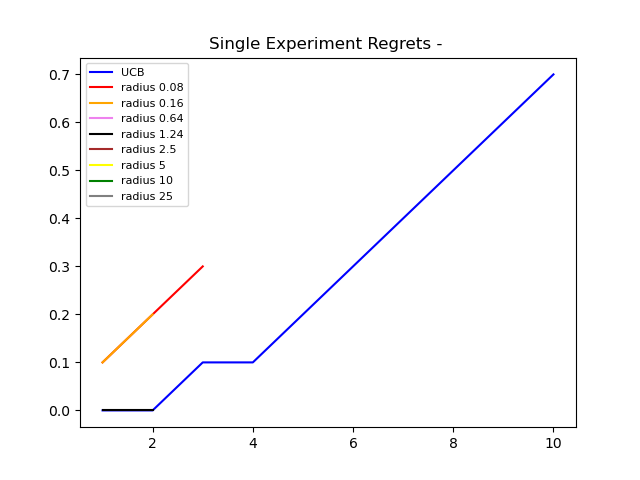 Single Experiment Regrets -
UCB
radius 0.08
radius 0.16
radius 0.64
radius 1.24
radius 2.5
radius 5
radius 10
radius 25
0.7
0.6
0.5
0.4
0.3
0.2
0.1
0.0
2 4 6 8 10